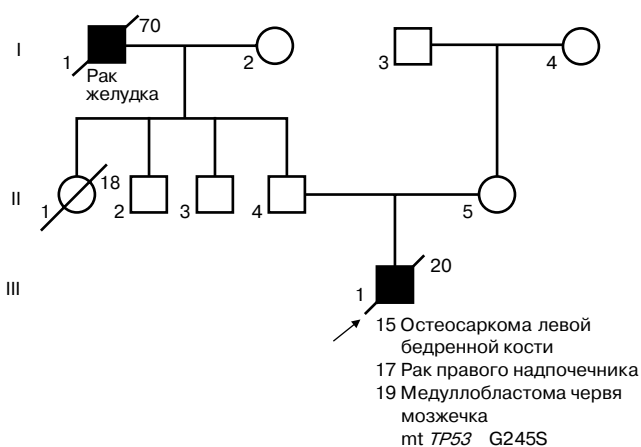 I
70
1
Рак
желудка
2
3
4
II
1
18
2
3
4
5
III
1
20
15 Остеосаркома левой
бедренной кости
17 Рак правого надпочечника
19 Медуллобластома червя
мозжечка
mt TP53 G245S